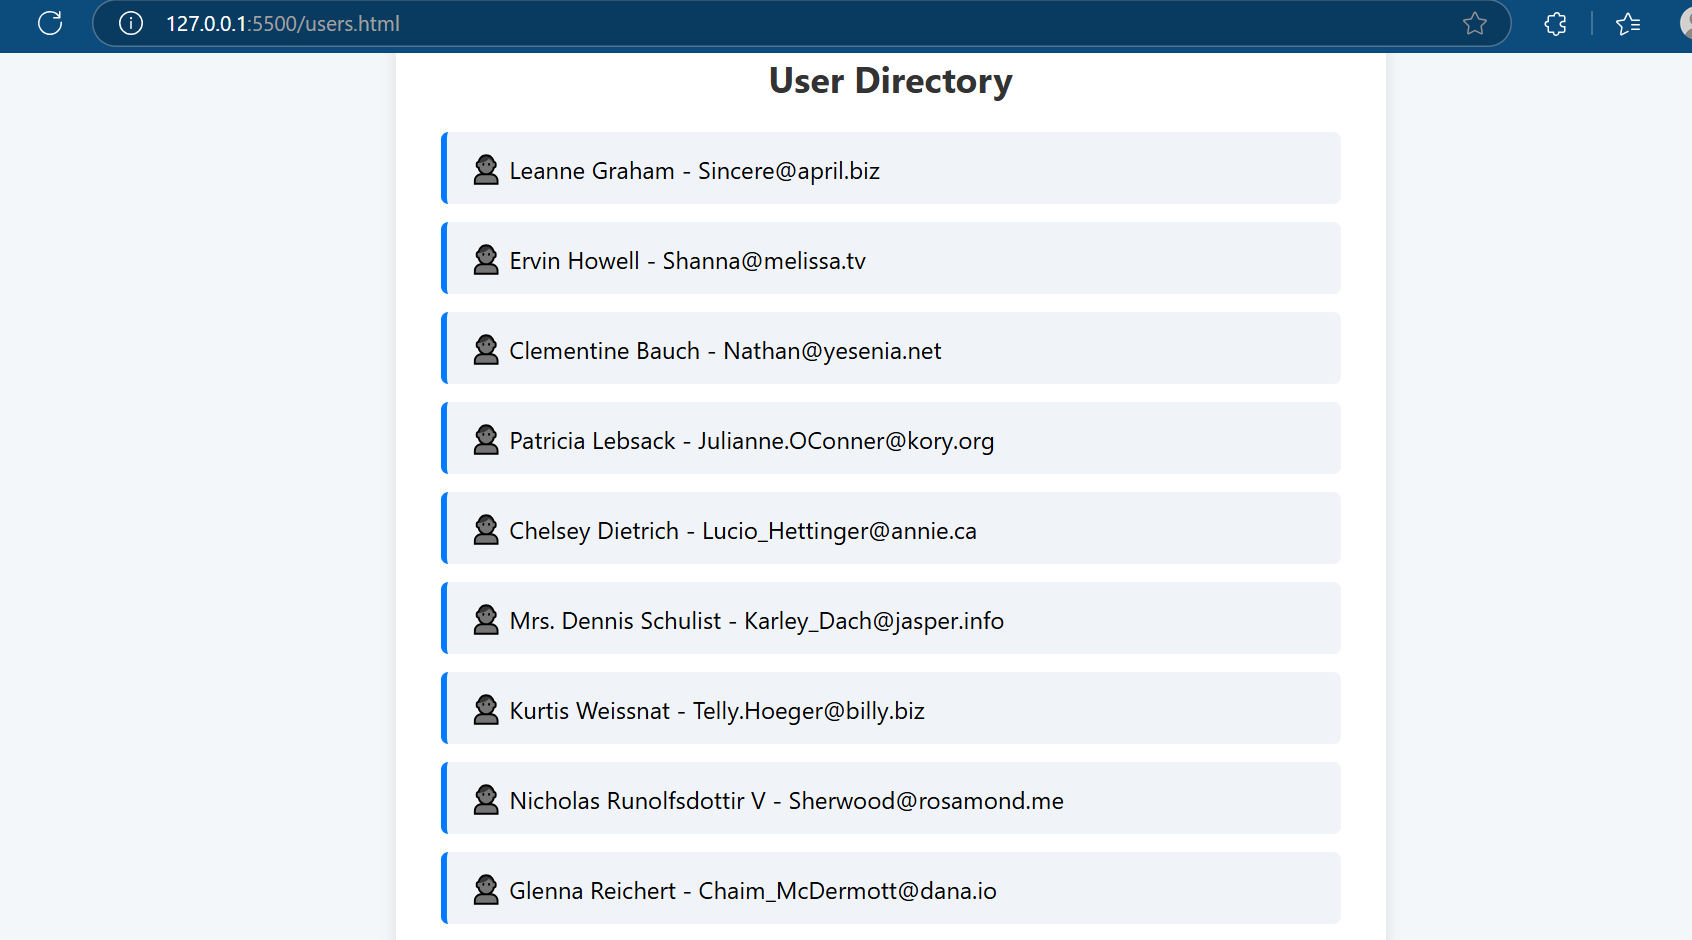 127.0.0.1:5500/users.html
User Directory
Leanne Graham - Sincere@april.biz
Ervin Howell - Shanna@melissa.tv
Clementine Bauch - Nathan@yesenia.net
Patricia Lebsack - Julianne.OConner@kory.org
Chelsey Dietrich - Lucio_Hettinger@annie.ca
Mrs. Dennis Schulist - Karley_Dach@jasper.info
Kurtis Weissnat - Telly.Hoeger@billy.biz
Nicholas Runolfsdottir V - Sherwood@rosamond.me
Glenna Reichert - Chaim_McDermott@dana.io